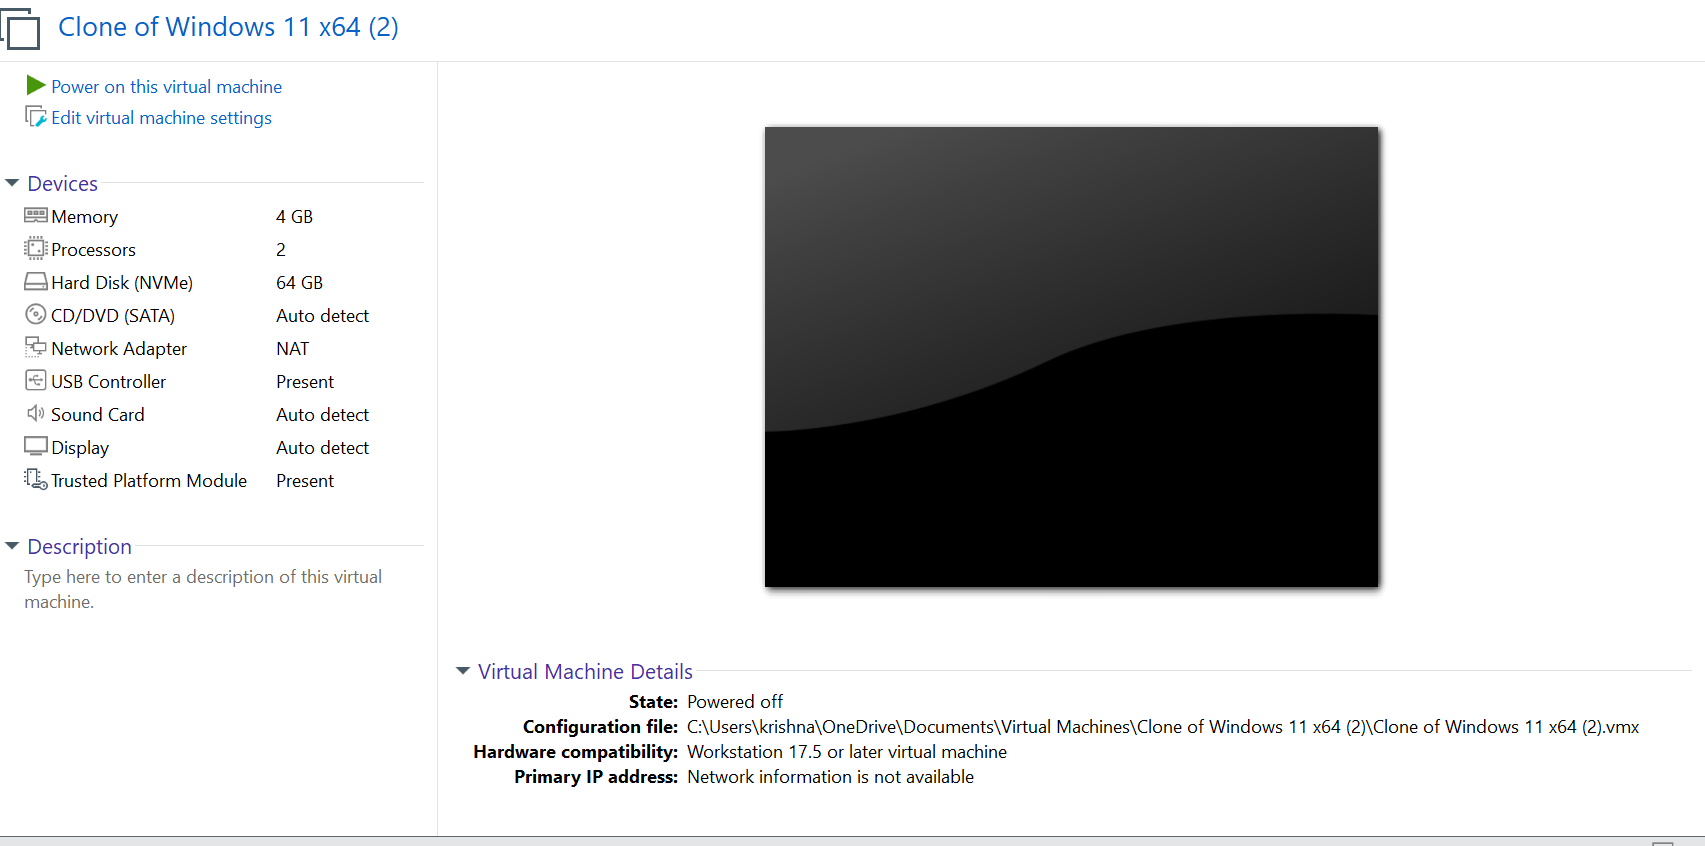 Clone of Windows 11 x64 (2)
Power on this virtual machine
Edit virtual machine settings
Devices
Memory 4 GB
Processors 2
Hard Disk (NVMe) 64 GB
CD/DVD (SATA) Auto detect
Network Adapter NAT
USB Controller Present
Sound Card Auto detect
Display Auto detect
Trusted Platform Module Present
Description
Type here to enter a description of this virtual
machine.
Virtual Machine Details
State: Powered off
Configuration file: C:\Users\krishna\OneDrive\Documents\Virtual Machines\Clone of Windows 11 x64 (2)\Clone of Windows 11 x64 (2).vmx
Hardware compatibility: Workstation 17.5 or later virtual machine
Primary IP address: Network information is not available